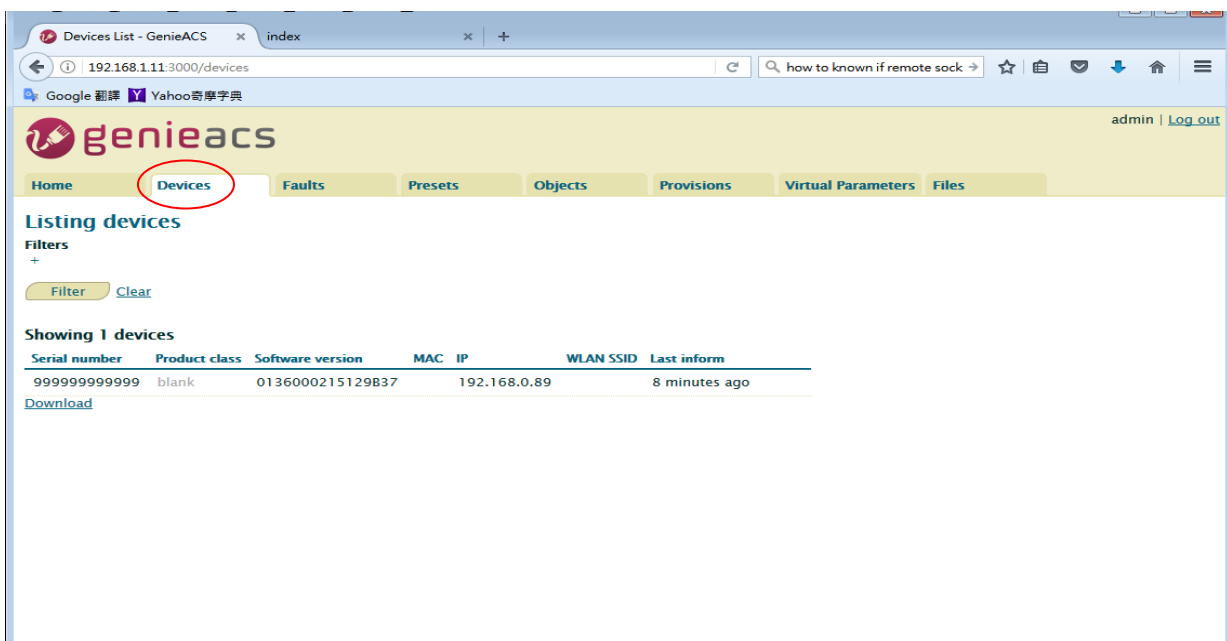 Devices List - GenieACS × index × +
192.168.1.11:3000/devices how to known if remote sock
Google 翻譯 Yahoo奇摩字典
genieacs
admin | Log out
Home Devices Faults Presets Objects Provisions Virtual Parameters Files
Listing devices
Filters
+
Filter Clear
Showing 1 devices
Serial number Product class Software version MAC IP WLAN SSID Last inform
999999999999 blank 0136000215129B37 192.168.0.89 8 minutes ago
Download